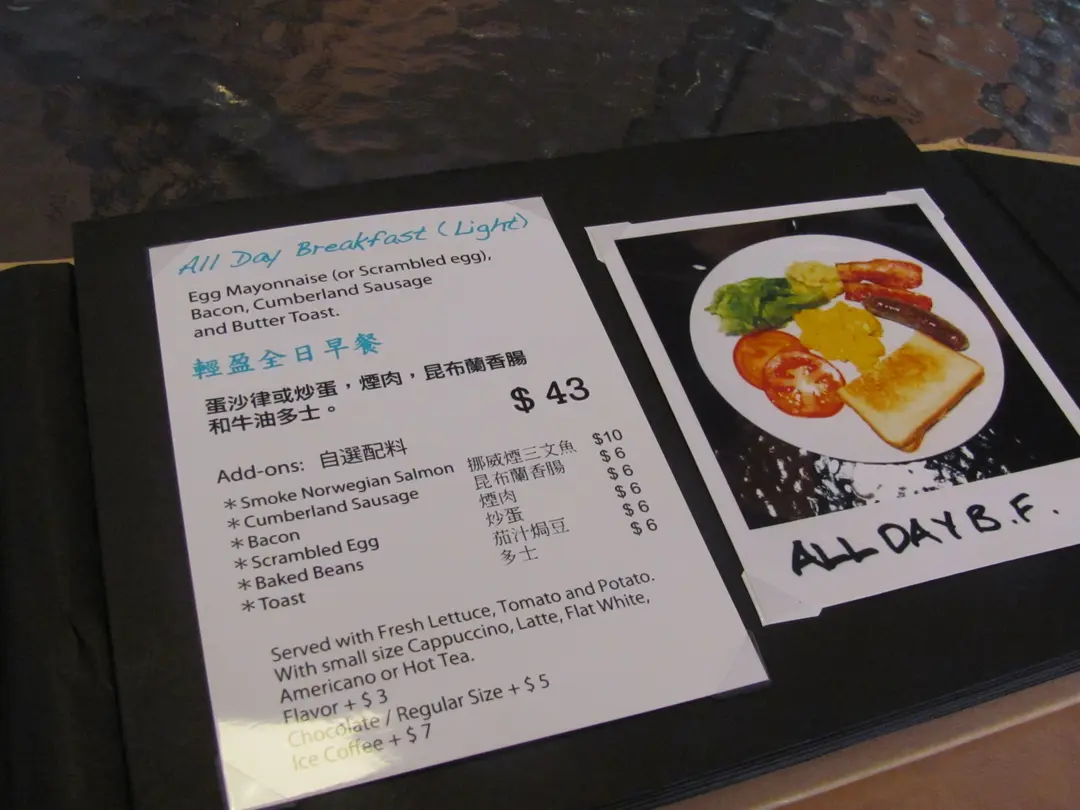 All Day Breakfast (Light)
Egg Mayonnaise (or Scrambled egg),
Bacon, Cumberland Sausage
and Butter Toast.
輕盈全日早餐
蛋沙律或炒蛋，煙肉，昆布蘭香腸
和牛油多士。
$ 43
Add-ons: 自選配料
*Smoke Norwegian Salmon 挪威煙三文魚 $10
*Cumberland Sausage 昆布蘭香腸 $ 6
*Bacon 煙肉 $ 6
*Scrambled Egg 炒蛋 $ 6
*Baked Beans 茄汁焗豆 $ 6
*Toast 多士 $ 6
Served with Fresh Lettuce, Tomato and Potato.
With small size Cappuccino, Latte, Flat White,
Americano or Hot Tea.
Flavor + $ 3
Chocolate / Regular Size + $ 5
Ice Coffee + $ 7
ALL DAY B.F.